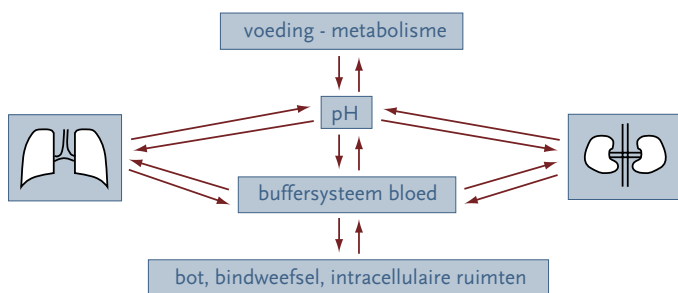 voeding - metabolisme
pH
buffersysteem bloed
bot, bindweefsel, intracellulaire ruimten